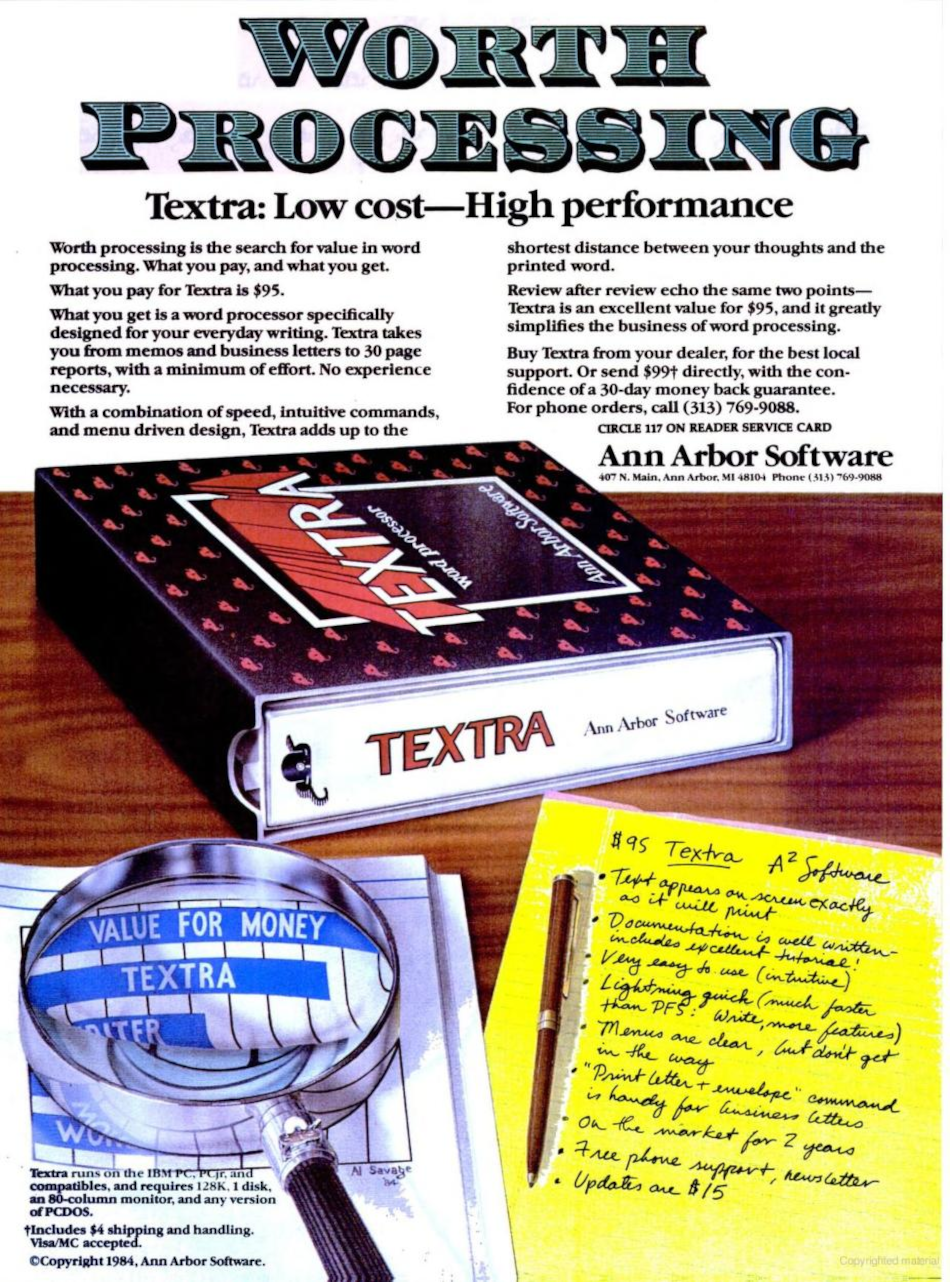 WORTH
PROCESSING
Textra: Low cost—High performance
Worth processing is the search for value in word
processing. What you pay, and what you get.
What you pay for Textra is $95.
What you get is a word processor specifically
designed for your everyday writing. Textra takes
you from memos and business letters to 30 page
reports, with a minimum of effort. No experience
necessary.
With a combination of speed, intuitive commands,
and menu driven design, Textra adds up to the
shortest distance between your thoughts and the
printed word.
Review after review echo the same two points—
Textra is an excellent value for $95, and it greatly
simplifies the business of word processing.
Buy Textra from your dealer, for the best local
support. Or send $99† directly, with the con-
fidence of a 30-day money back guarantee.
For phone orders, call (313) 769-9088.
CIRCLE 117 ON READER SERVICE CARD
Ann Arbor Software
407 N. Main, Ann Arbor, MI 48104 Phone (313) 769-9088
TEXTRA
word processor
Ann Arbor Software
TEXTRA Ann Arbor Software
VALUE FOR MONEY
TEXTRA
RITER
WOR
$95 Textra A² Software
• Text appears on screen exactly
as it will print
• Documentation is well written—
includes excellent tutorial!
• Very easy to use (intuitive)
• Lightning quick (much faster
than PFS: Write, more features)
• Menus are clear, but don't get
in the way
• "Print letter + envelope" command
is handy for business letters
• On the market for 2 years
• Free phone support, newsletter
• Updates are $15
Al Savage
'84
Textra runs on the IBM PC, PCjr, and
compatibles, and requires 128K, 1 disk,
an 80-column monitor, and any version
of PCDOS.
†Includes $4 shipping and handling.
Visa/MC accepted.
©Copyright 1984, Ann Arbor Software.
Copyrighted material